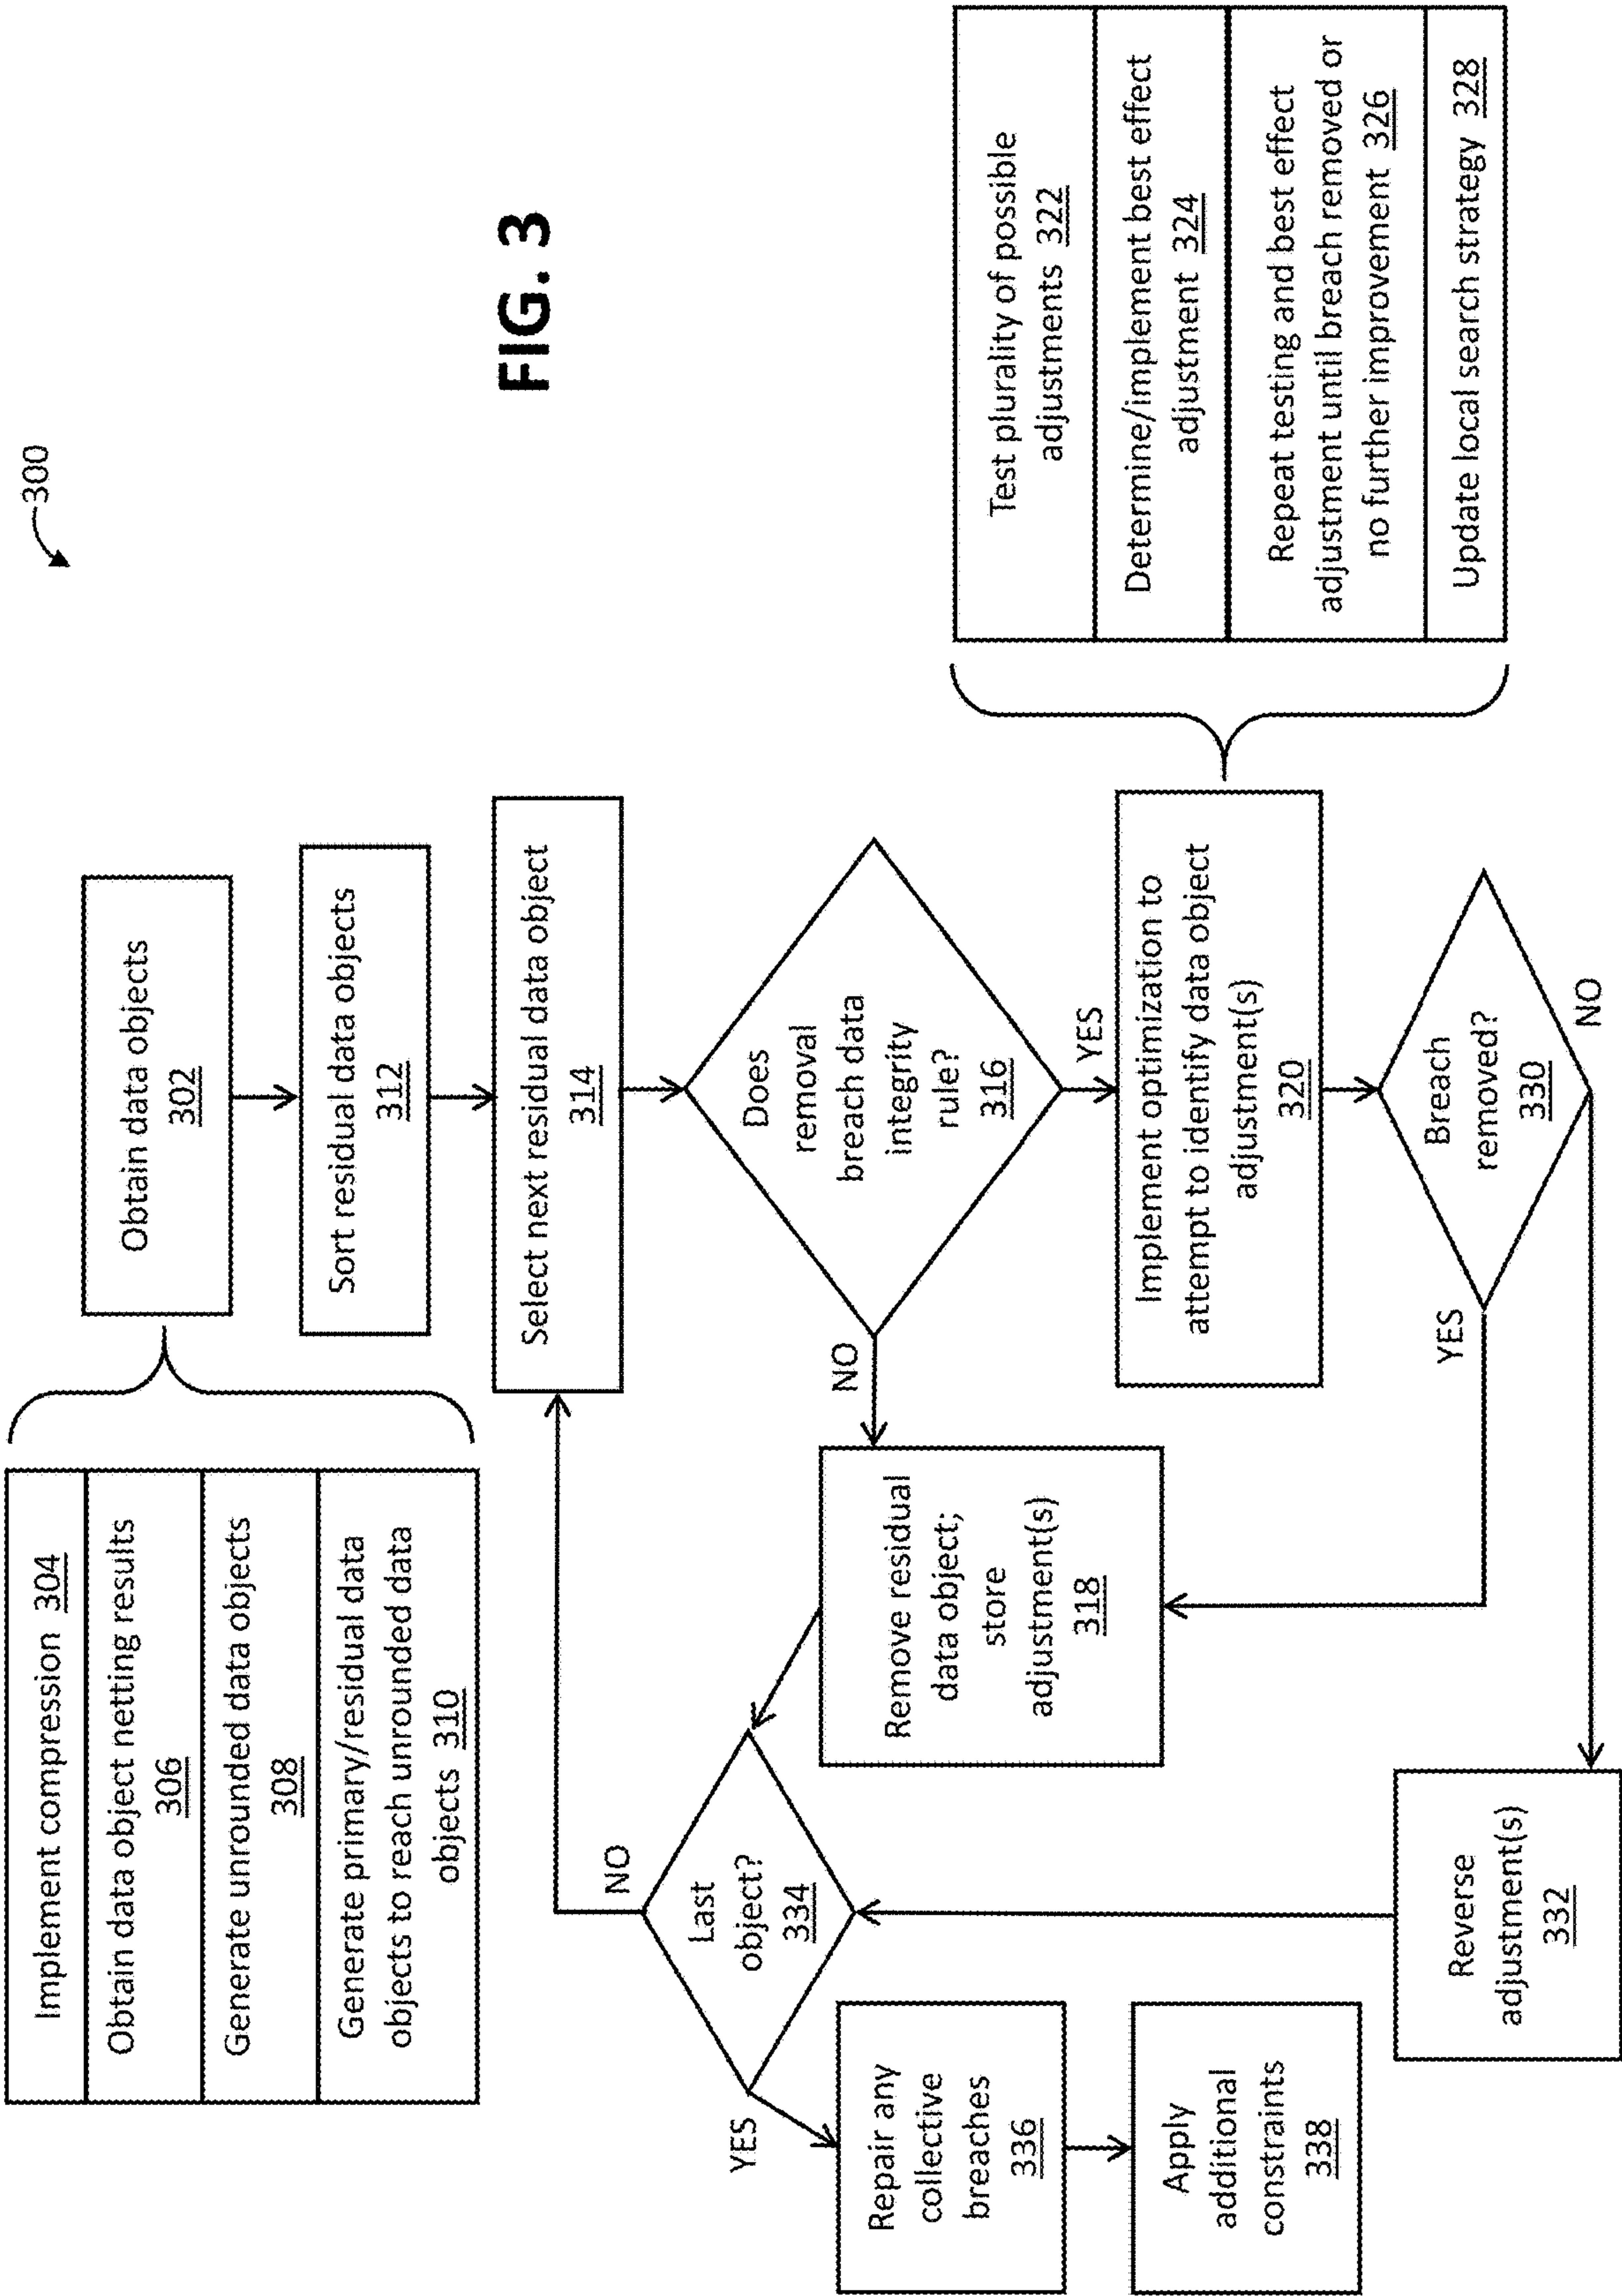 300
FIG. 3
Implement compression 304
Obtain data object netting results
306
Generate unrounded data objects
308
Generate primary/residual data
objects to reach unrounded data
objects 310
Obtain data objects
302
Sort residual data objects
312
Select next residual data object
314
Does
removal
breach data
integrity
rule?
316
NO
YES
Remove residual
data object;
store
adjustment(s)
318
Implement optimization to
attempt to identify data object
adjustment(s)
320
Test plurality of possible
adjustments 322
Determine/implement best effect
adjustment 324
Repeat testing and best effect
adjustment until breach removed or
no further improvement 326
Update local search strategy 328
Breach
removed?
330
YES
NO
Reverse
adjustment(s)
332
Last
object?
334
NO
YES
Repair any
collective
breaches
336
Apply
additional
constraints
338